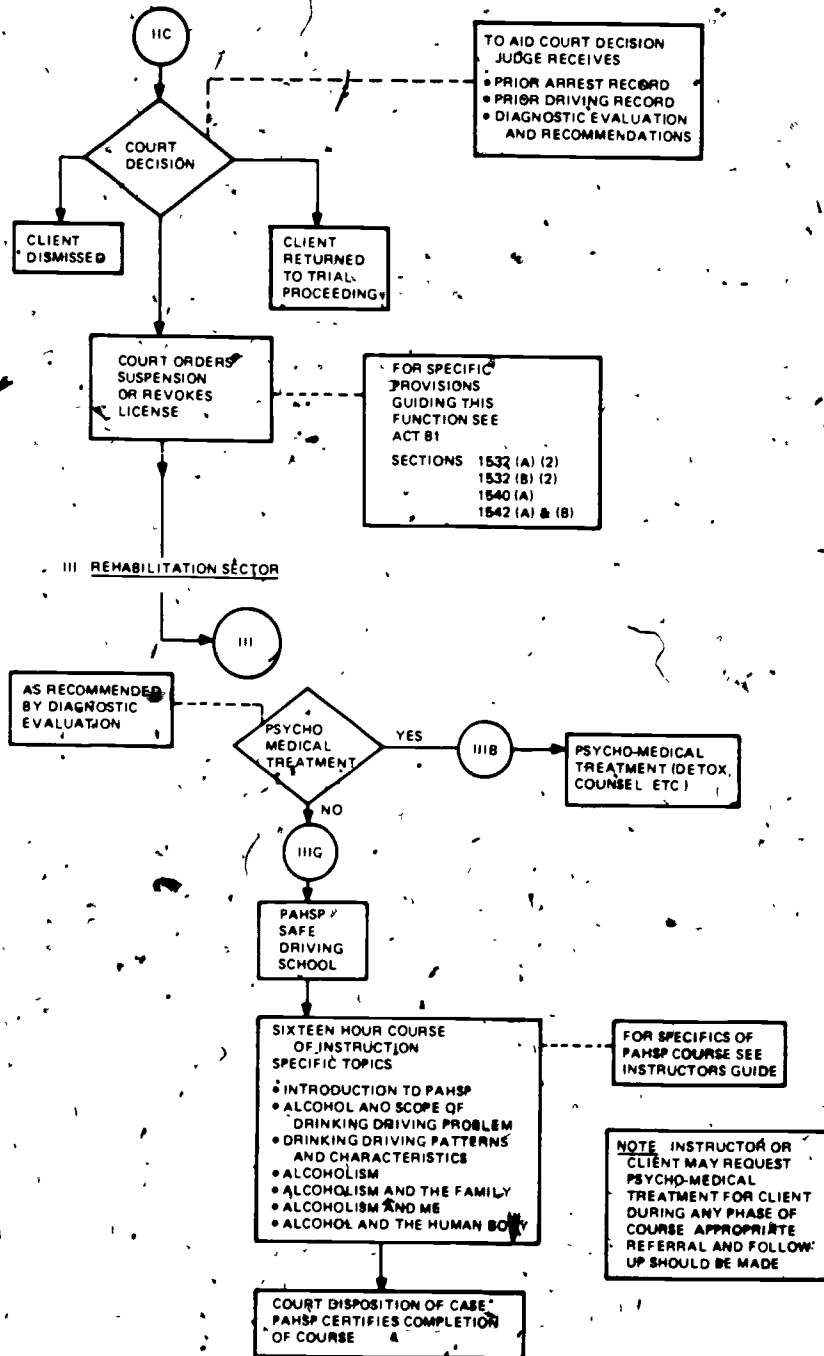 IIC
TO AID COURT DECISION
JUDGE RECEIVES
• PRIOR ARREST RECORD
• PRIOR DRIVING RECORD
• DIAGNOSTIC EVALUATION
AND RECOMMENDATIONS
COURT
DECISION
CLIENT
DISMISSED
CLIENT
RETURNED
TO TRIAL
PROCEEDING
COURT ORDERS
SUSPENSION
OR REVOKES
LICENSE
FOR SPECIFIC
PROVISIONS
GUIDING THIS
FUNCTION SEE
ACT 81
SECTIONS 1532 (A) (2)
1532 (B) (2)
1540 (A)
1542 (A) & (B)
III REHABILITATION SECTOR
III
AS RECOMMENDED
BY DIAGNOSTIC
EVALUATION
PSYCHO
MEDICAL
TREATMENT
YES
IIIB
PSYCHO-MEDICAL
TREATMENT (DETOX,
COUNSEL ETC)
NO
IIIG
PAHSP
SAFE
DRIVING
SCHOOL
SIXTEEN HOUR COURSE
OF INSTRUCTION
SPECIFIC TOPICS
• INTRODUCTION TO PAHSP
• ALCOHOL AND SCOPE OF
DRINKING DRIVING PROBLEM
• DRINKING DRIVING PATTERNS
AND CHARACTERISTICS
• ALCOHOLISM
• ALCOHOLISM AND THE FAMILY
• ALCOHOLISM AND ME
• ALCOHOL AND THE HUMAN BODY
FOR SPECIFICS OF
PAHSP COURSE SEE
INSTRUCTORS GUIDE
NOTE INSTRUCTOR OR
CLIENT MAY REQUEST
PSYCHO-MEDICAL
TREATMENT FOR CLIENT
DURING ANY PHASE OF
COURSE APPROPRIATE
REFERRAL AND FOLLOW-
UP SHOULD BE MADE
COURT DISPOSITION OF CASE
PAHSP CERTIFIES COMPLETION
OF COURSE